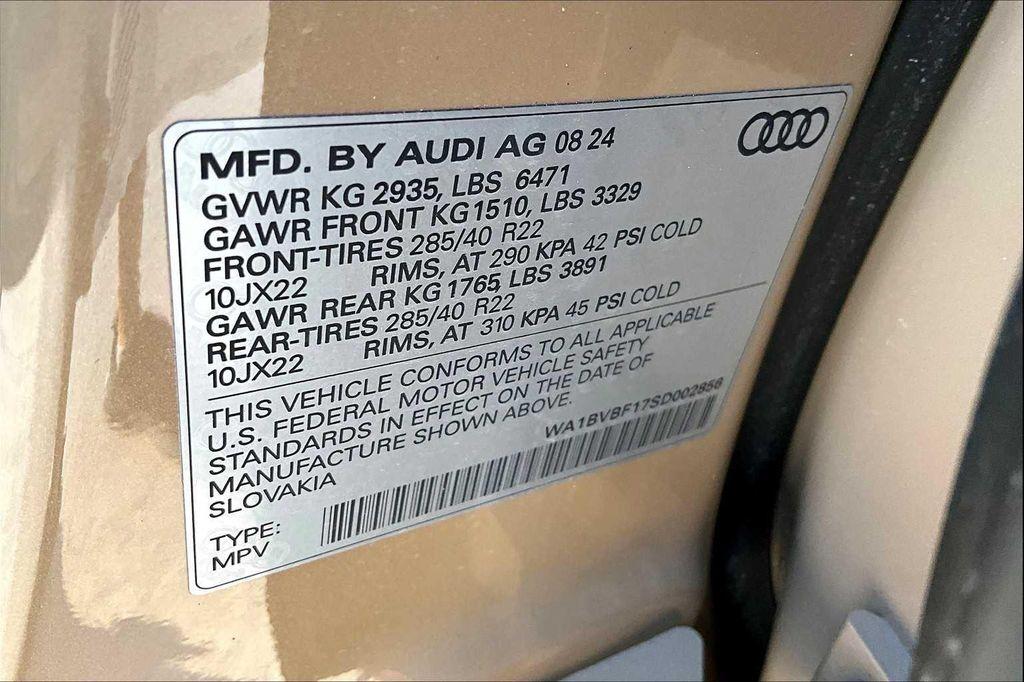 MFD. BY AUDI AG 08 24
GVWR KG 2935, LBS 6471
GAWR FRONT KG1510, LBS 3329
FRONT-TIRES 285/40 R22
10JX22 RIMS, AT 290 KPA 42 PSI COLD
GAWR REAR KG 1765, LBS 3891
REAR-TIRES 285/40 R22
10JX22 RIMS, AT 310 KPA 45 PSI COLD
THIS VEHICLE CONFORMS TO ALL APPLICABLE
U.S. FEDERAL MOTOR VEHICLE SAFETY
STANDARDS IN EFFECT ON THE DATE OF
MANUFACTURE SHOWN ABOVE.
SLOVAKIA
WA1BVBF17SD002856
TYPE:
MPV